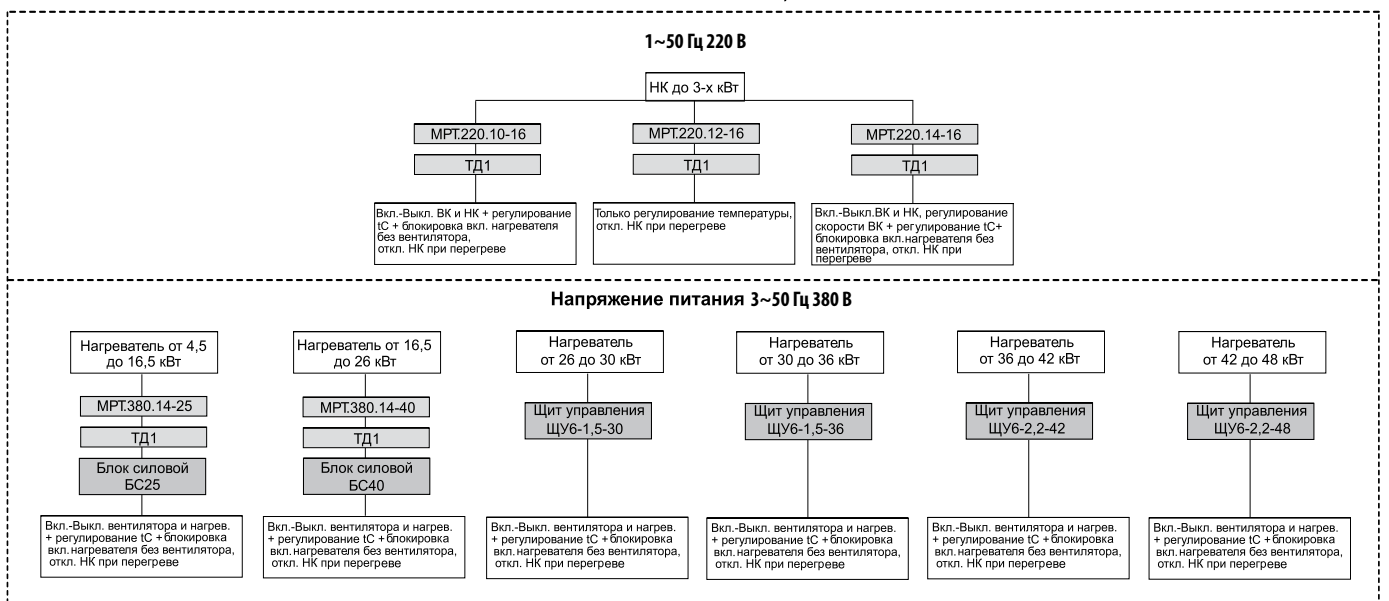 1~50 Гц 220 В
НК до 3-х кВт
МРТ.220.10-16
ТД1
Вкл.-Выкл. ВК и НК + регулирование
tС + блокировка вкл. нагревателя
без вентилятора,
откл. НК при перегреве
МРТ.220.12-16
ТД1
Только регулирование температуры,
откл. НК при перегреве
МРТ.220.14-16
ТД1
Вкл.-Выкл.ВК и НК, регулирование
скорости ВК + регулирование tС+
блокировка вкл.нагревателя без
вентилятора, откл. НК при
перегреве
Напряжение питания 3~50 Гц 380 В
Нагреватель от 4,5
до 16,5 кВт
МРТ.380.14-25
ТД1
Блок силовой
БС25
Вкл.-Выкл. вентилятора и нагрев.
+ регулирование tС +блокировка
вкл.нагревателя без вентилятора,
откл. НК при перегреве
Нагреватель от 16,5
до 26 кВт
МРТ.380.14-40
ТД1
Блок силовой
БС40
Вкл.-Выкл. вентилятора и нагрев.
+ регулирование tС +блокировка
вкл.нагревателя без вентилятора,
откл. НК при перегреве
Нагреватель
от 26 до 30 кВт
Щит управления
ЩУ6-1,5-30
Вкл.-Выкл. вентилятора и нагрев.
+ регулирование tС +блокировка
вкл.нагревателя без вентилятора,
откл. НК при перегреве
Нагреватель
от 30 до 36 кВт
Щит управления
ЩУ6-1,5-36
Вкл.-Выкл. вентилятора и нагрев.
+ регулирование tС +блокировка
вкл.нагревателя без вентилятора,
откл. НК при перегреве
Нагреватель
от 36 до 42 кВт
Щит управления
ЩУ6-2,2-42
Вкл.-Выкл. вентилятора и нагрев.
+ регулирование tС +блокировка
вкл.нагревателя без вентилятора,
откл. НК при перегреве
Нагреватель
от 42 до 48 кВт
Щит управления
ЩУ6-2,2-48
Вкл.-Выкл. вентилятора и нагрев.
+ регулирование tС +блокировка
вкл.нагревателя без вентилятора,
откл. НК при перегреве